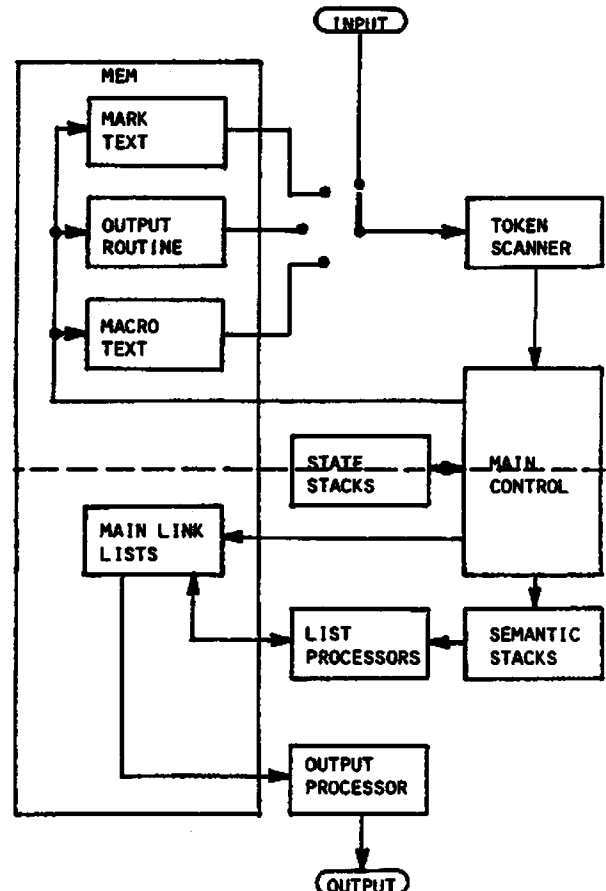 INPUT
MEM
MARK
TEXT
OUTPUT
ROUTINE
TOKEN
SCANNER
MACRO
TEXT
STATE
STACKS
MAIN
CONTROL
MAIN LINK
LISTS
LIST
PROCESSORS
SEMANTIC
STACKS
OUTPUT
PROCESSOR
OUTPUT